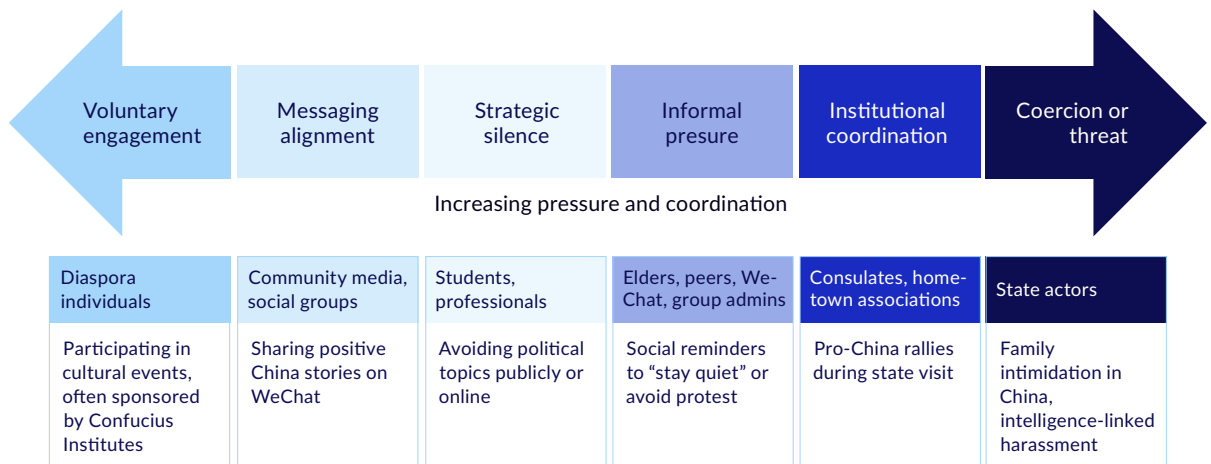 Voluntary
engagement
Messaging
alignment
Strategic
silence
Informal
presure
Institutional
coordination
Coercion or
threat
Increasing pressure and coordination
Diaspora
individuals
Community media,
social groups
Students,
professionals
Elders, peers, We-
Chat, group admins
Consulates, home-
town associations
State actors
Participating in
cultural events,
often sponsored
by Confucius
Institutes
Sharing positive
China stories on
WeChat
Avoiding political
topics publicly or
online
Social reminders
to “stay quiet” or
avoid protest
Pro-China rallies
during state visit
Family
intimidation in
China,
intelligence-linked
harassment